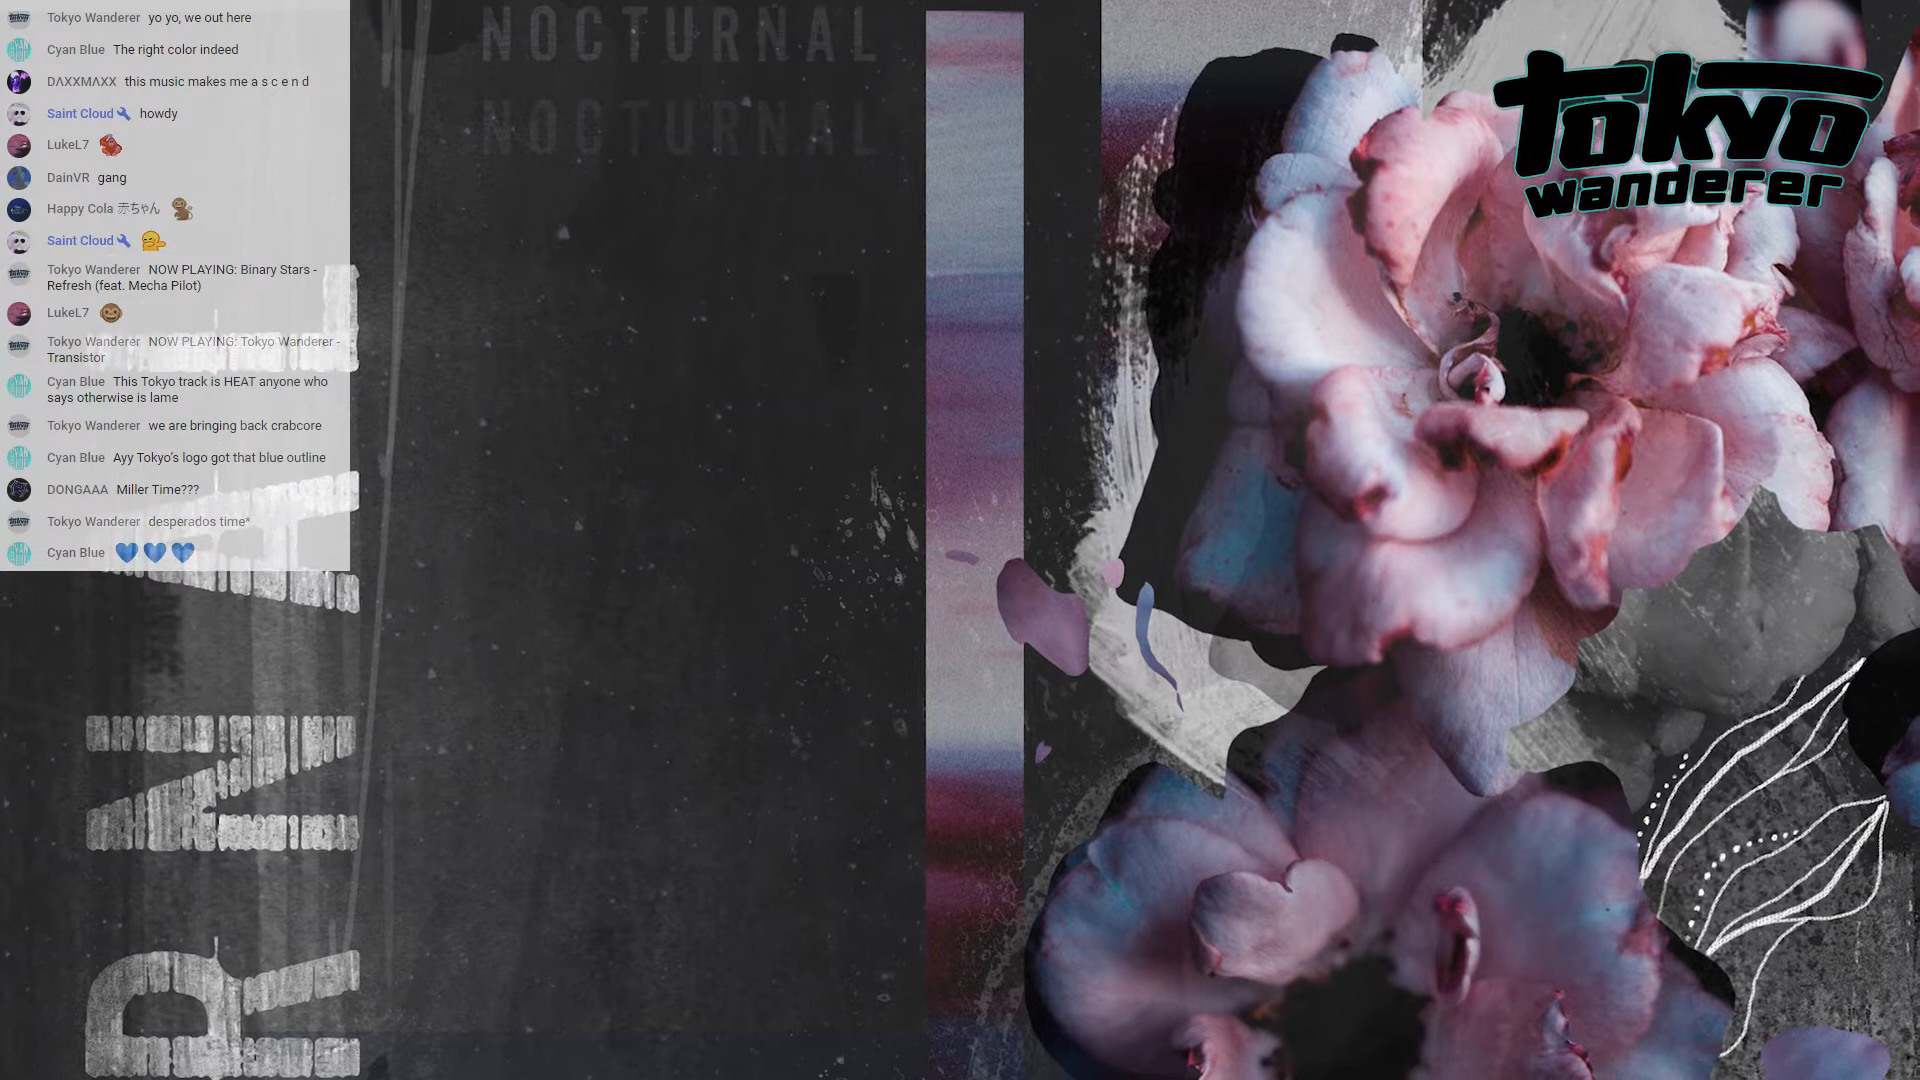 Tokyo Wanderer yo yo, we out here
Cyan Blue The right color indeed
DΛXXMΛXX this music makes me a s c e n d
Saint Cloud howdy
LukeL7
DainVR gang
Happy Cola 赤ちゃん
Saint Cloud
Tokyo Wanderer NOW PLAYING: Binary Stars -
Refresh (feat. Mecha Pilot)
LukeL7
Tokyo Wanderer NOW PLAYING: Tokyo Wanderer -
Transistor
Cyan Blue This Tokyo track is HEAT anyone who
says otherwise is lame
Tokyo Wanderer we are bringing back crabcore
Cyan Blue Ayy Tokyo's logo got that blue outline
DONGAAA Miller Time???
Tokyo Wanderer desperados time*
Cyan Blue 💙💙💙
NOCTURNAL
NOCTURNAL
RNA
tokyo
wanderer